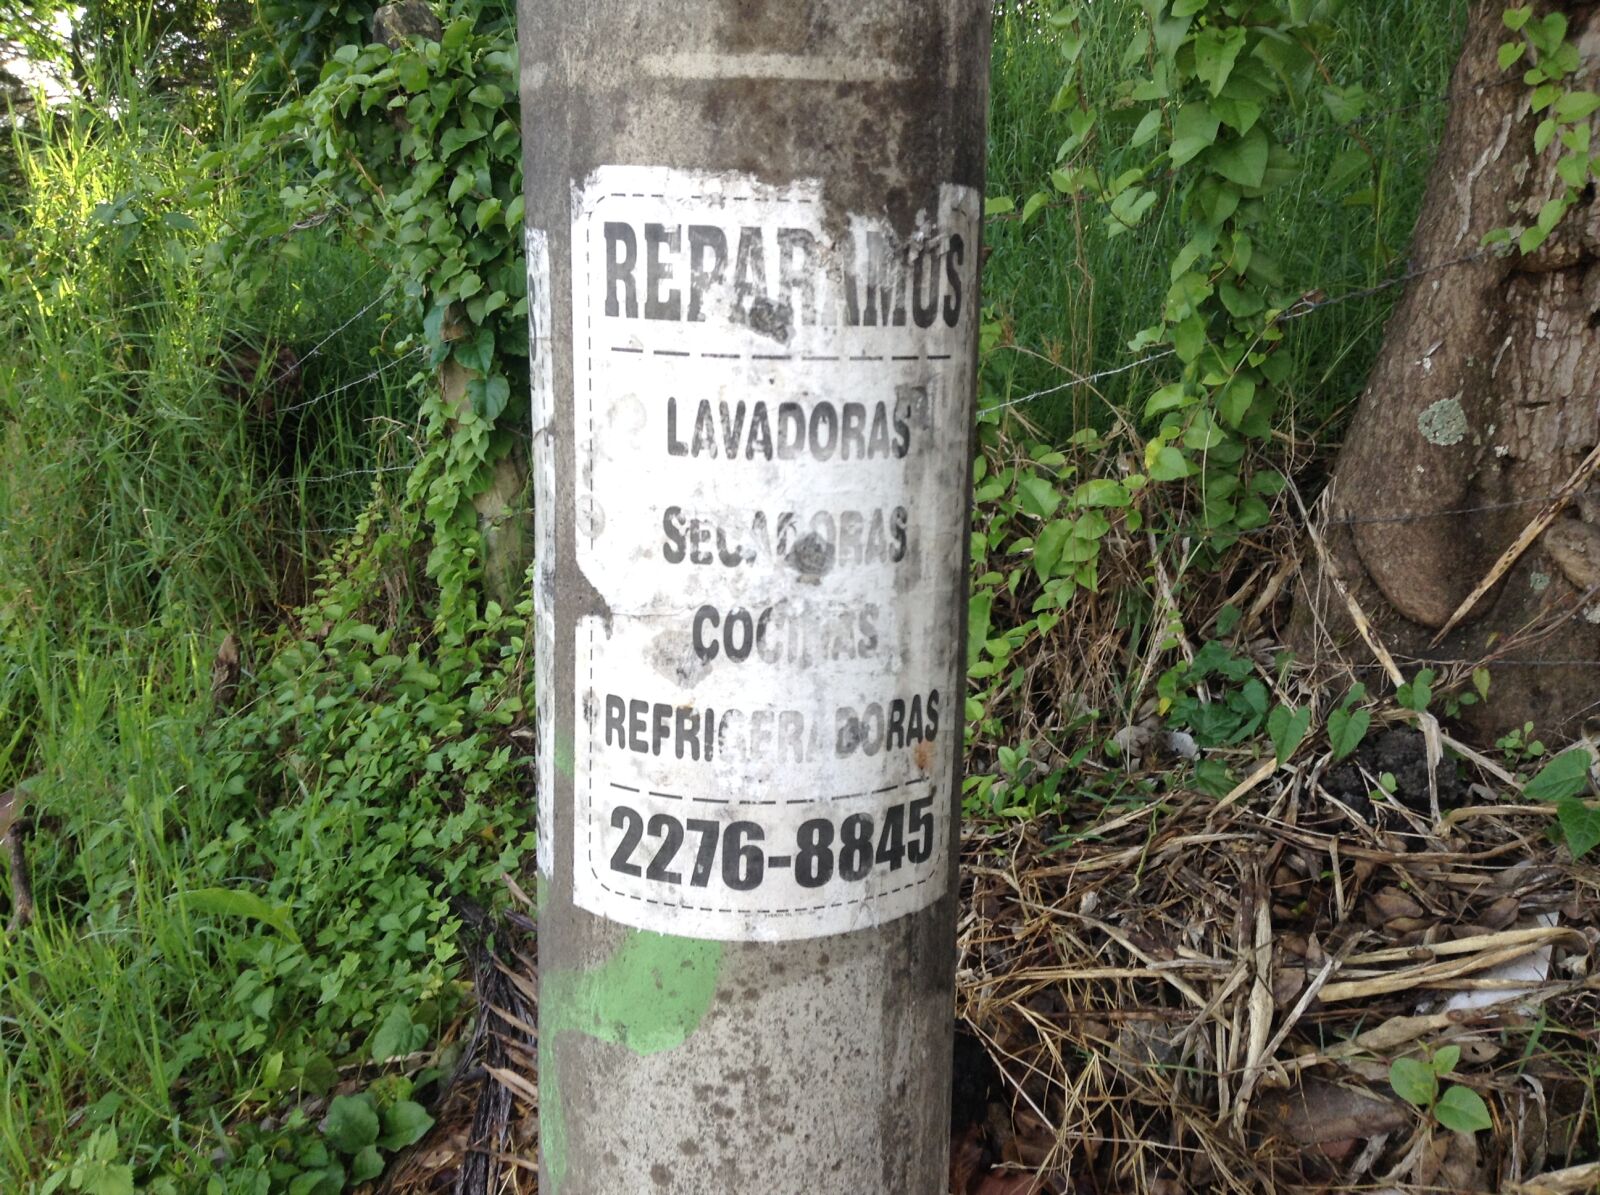 REPARAMOS
LAVADORAS
SECADORAS
COCINAS
REFRIGERADORAS
2276-8845